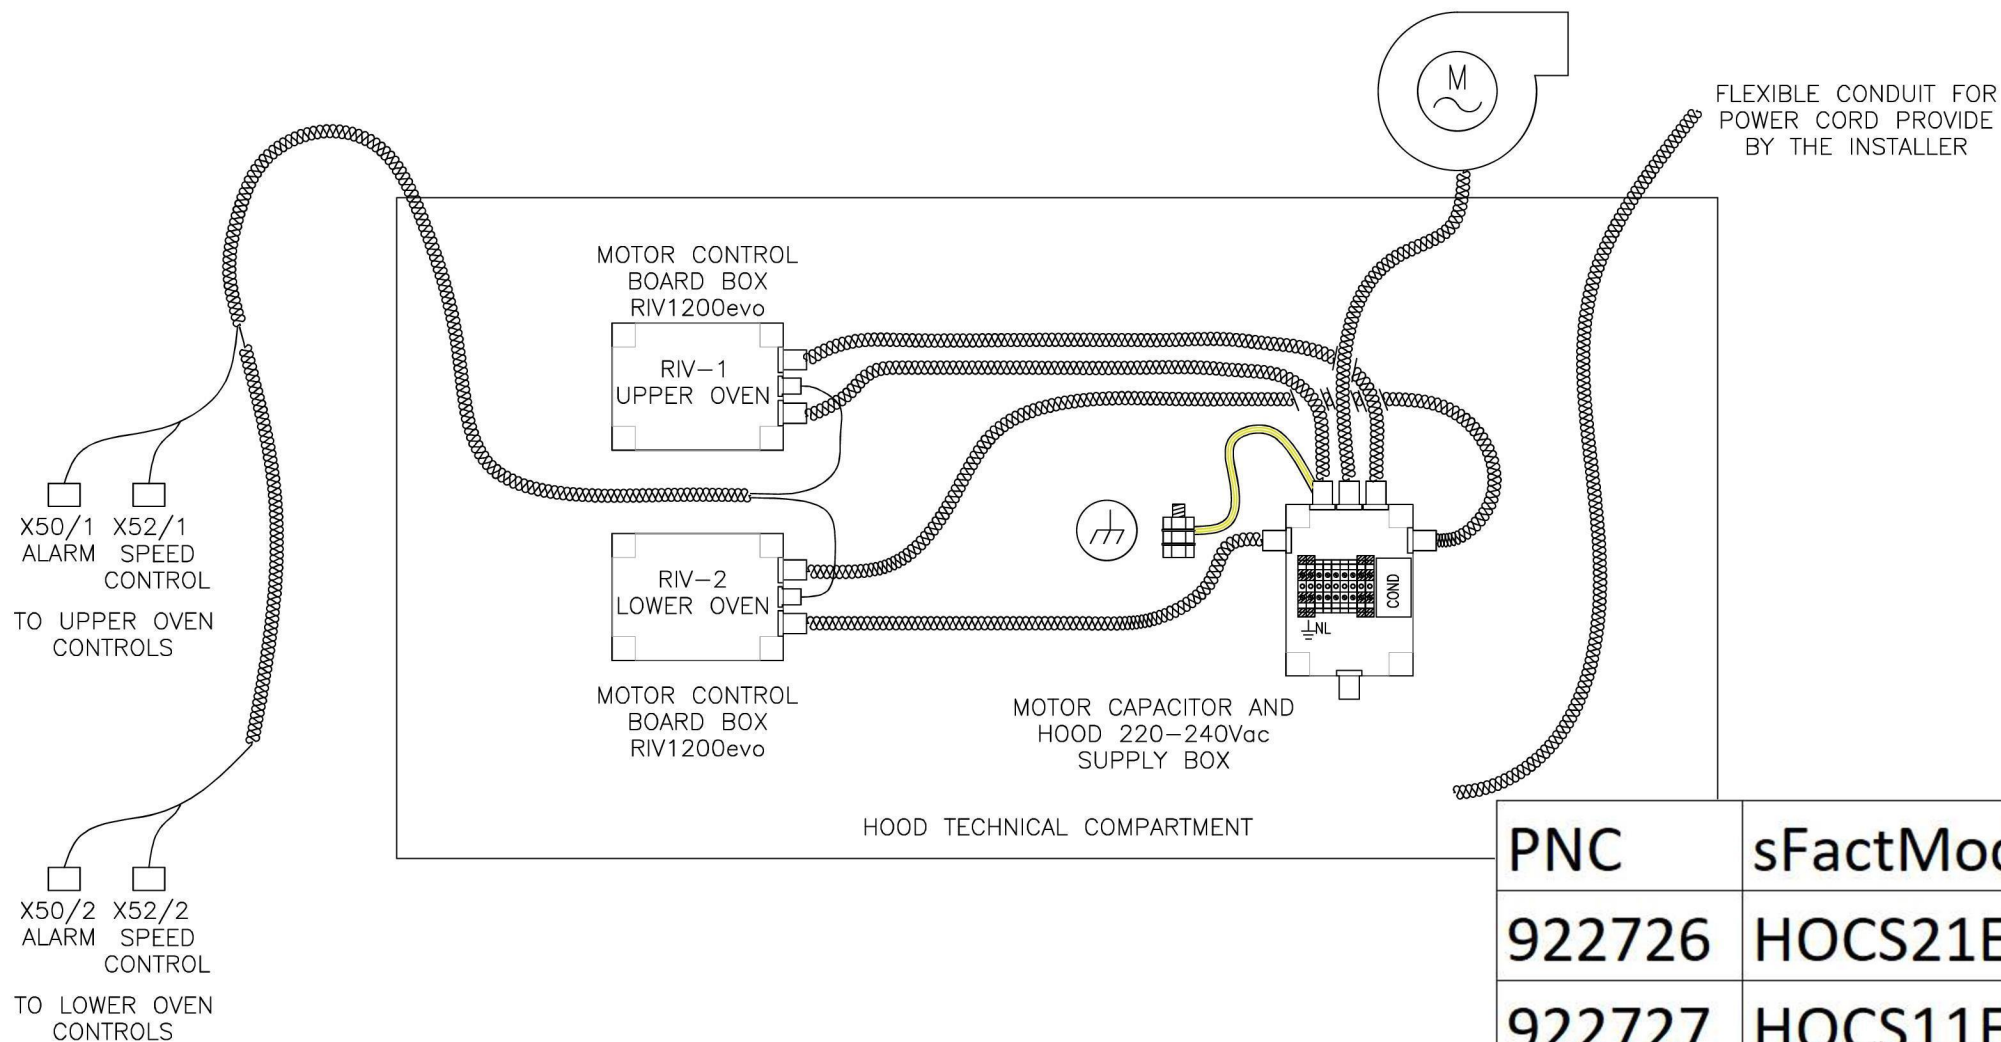 M
FLEXIBLE CONDUIT FOR
POWER CORD PROVIDE
BY THE INSTALLER
MOTOR CONTROL
BOARD BOX
RIV1200evo
RIV-1
UPPER OVEN
X50/1
ALARM
X52/1
SPEED
CONTROL
TO UPPER OVEN
CONTROLS
RIV-2
LOWER OVEN
COND
NL
MOTOR CONTROL
BOARD BOX
RIV1200evo
MOTOR CAPACITOR AND
HOOD 220-240Vac
SUPPLY BOX
HOOD TECHNICAL COMPARTMENT
X50/2
ALARM
X52/2
SPEED
CONTROL
TO LOWER OVEN
CONTROLS
PNC
922726 HOCS21
922727 HOCS11